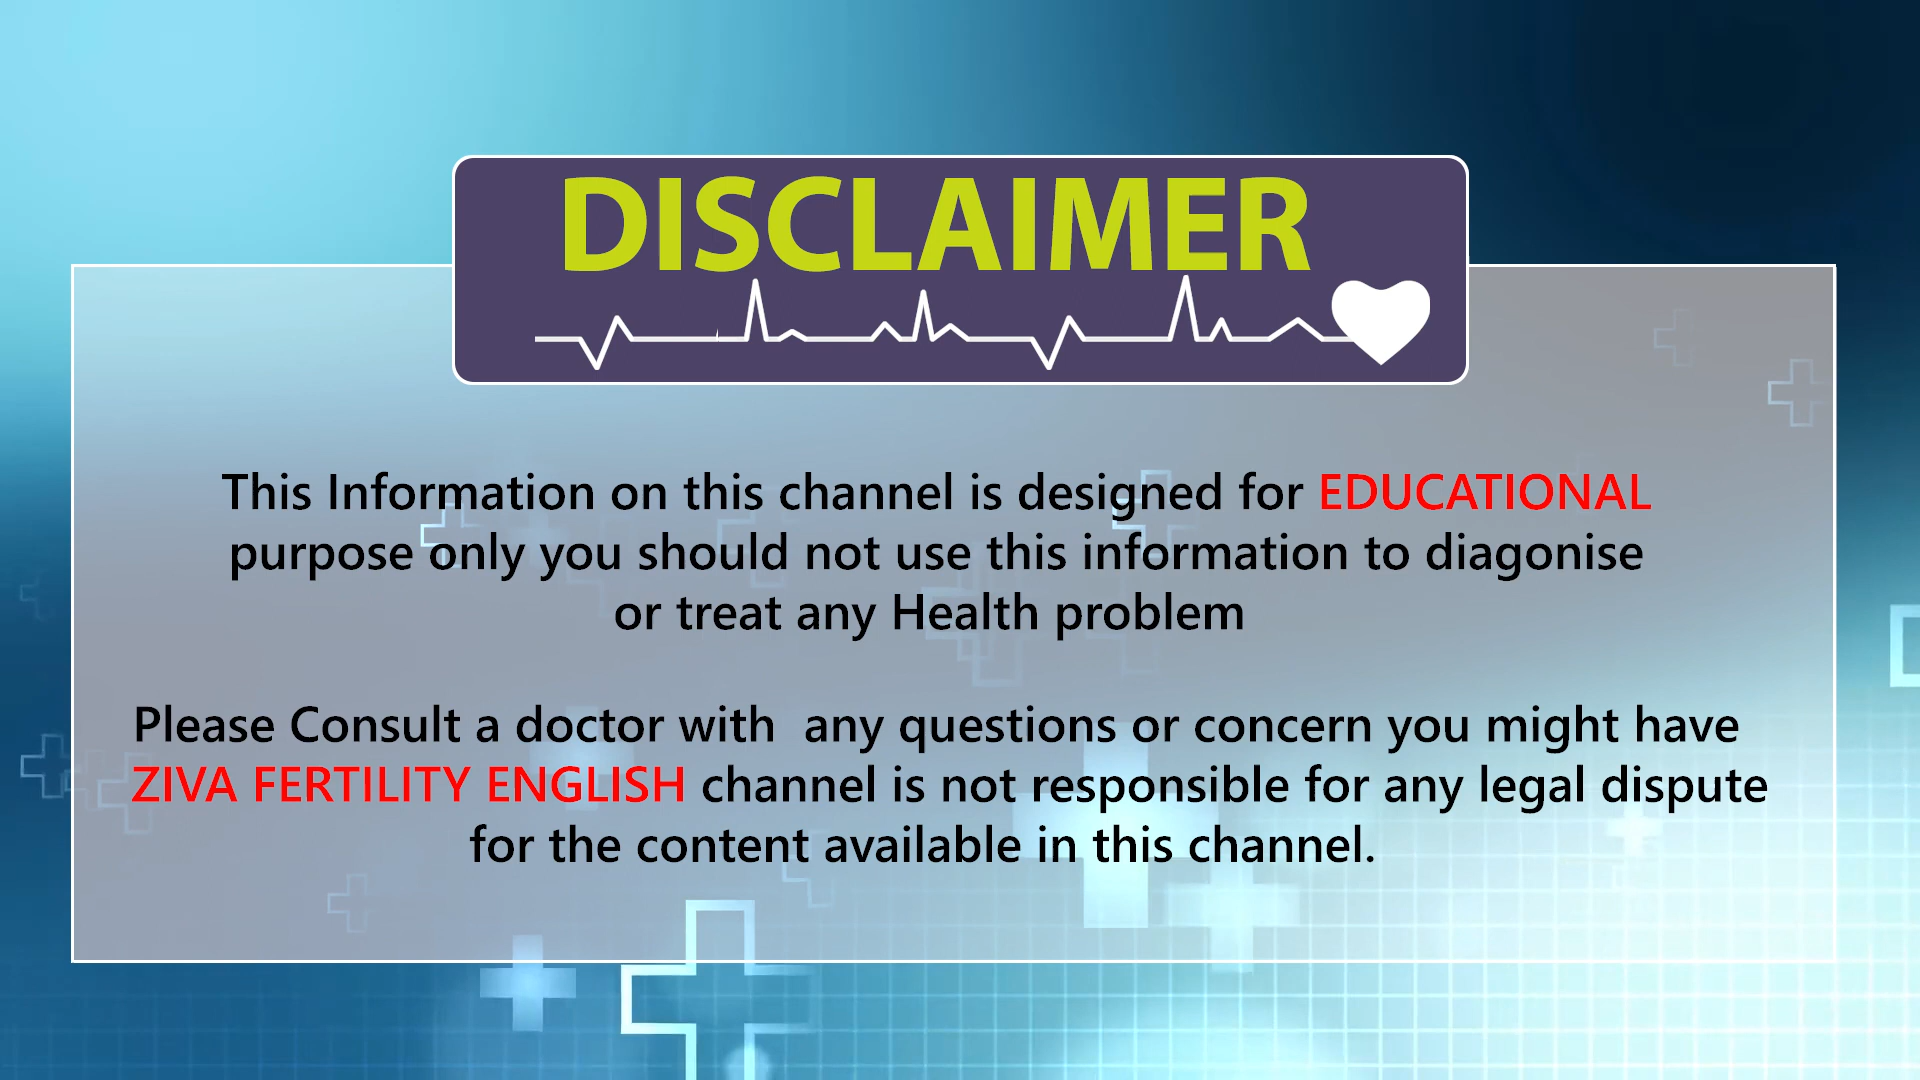 DISCLAIMER
This Information on this channel is designed for EDUCATIONAL
purpose only you should not use this information to diagonise
or treat any Health problem
Please Consult a doctor with any questions or concern you might have
ZIVA FERTILITY ENGLISH channel is not responsible for any legal dispute
for the content available in this channel.